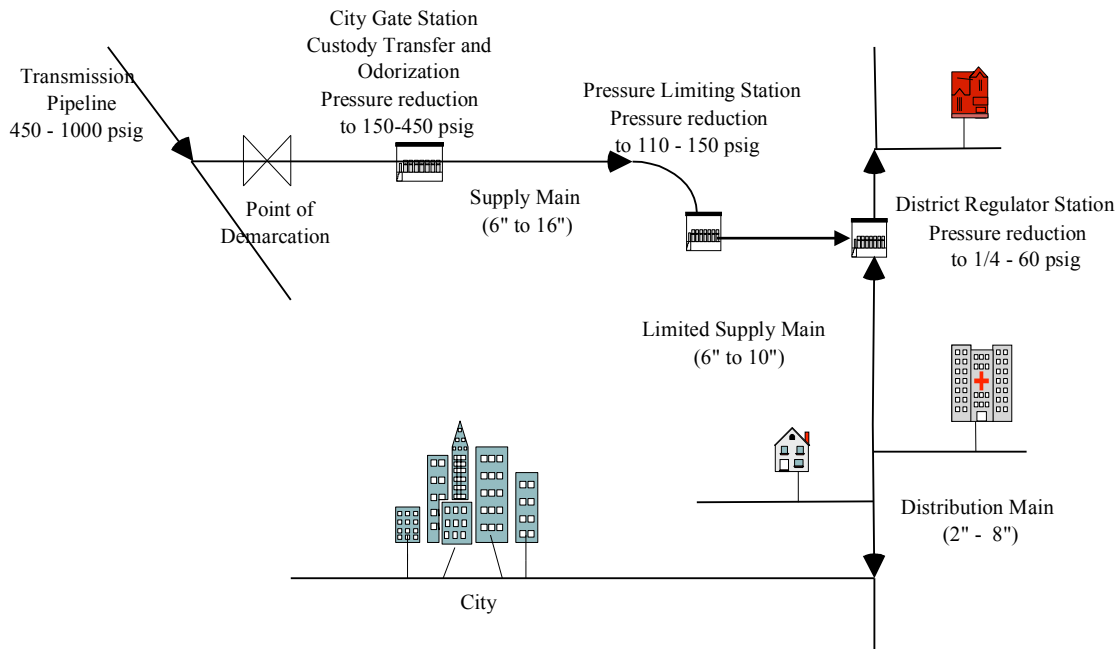 Transmission
Pipeline
450 - 1000 psig
City Gate Station
Custody Transfer and
Odorization
Pressure reduction
to 150-450 psig
Point of
Demarcation
Supply Main
(6" to 16")
Pressure Limiting Station
Pressure reduction
to 110 - 150 psig
District Regulator Station
Pressure reduction
to 1/4 - 60 psig
Limited Supply Main
(6" to 10")
Distribution Main
(2" - 8")
City